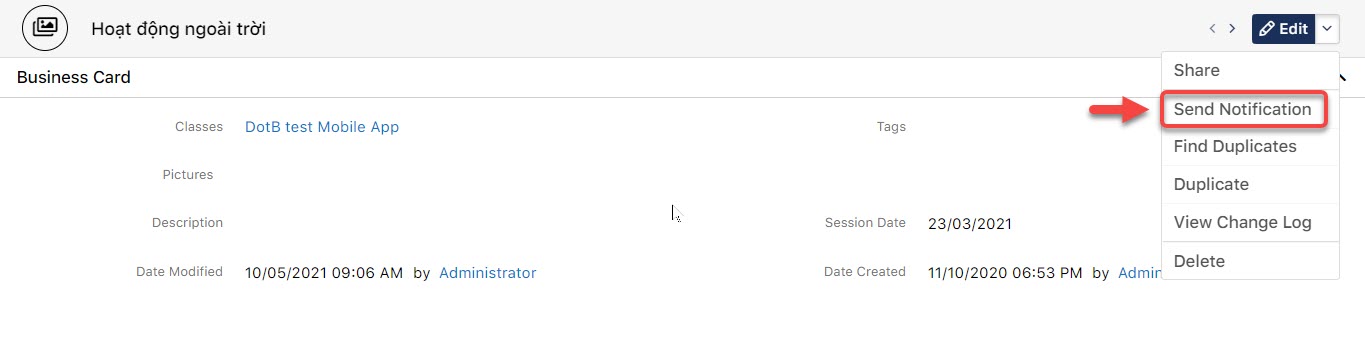 Hoạt động ngoài trời
Edit
Business Card
Share
Send Notification
Find Duplicates
Duplicate
View Change Log
Delete
Classes DotB test Mobile App Tags
Pictures
Description Session Date 23/03/2021
Date Modified 10/05/2021 09:06 AM by Administrator Date Created 11/10/2020 06:53 PM by Admin